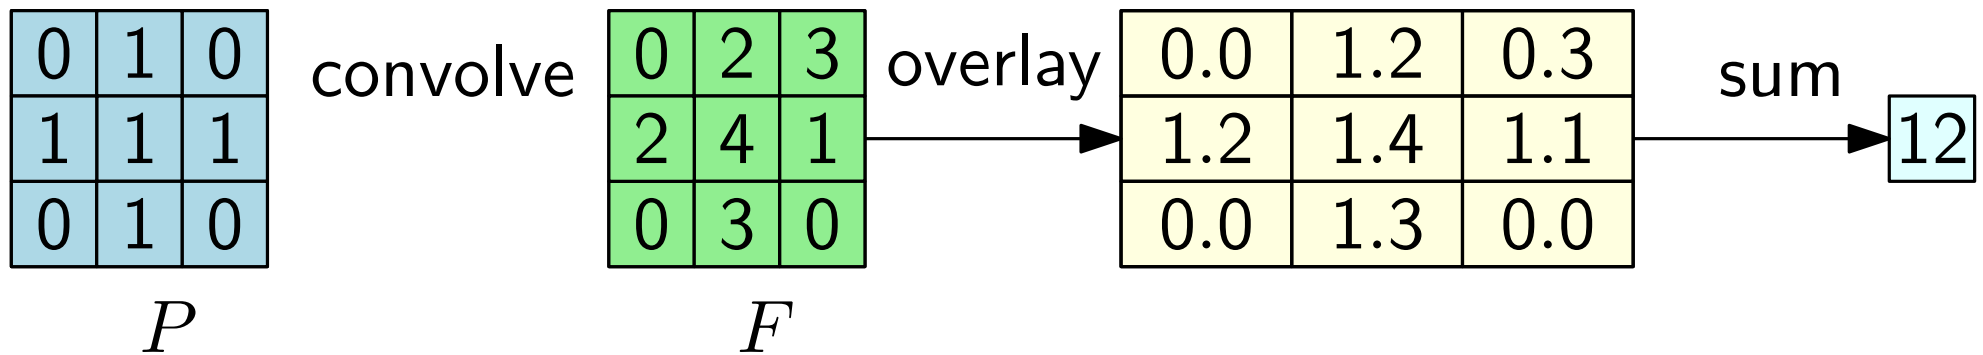 0 1 0 convolve 0 2 3 overlay 0.0 1.2 0.3 sum
1 1 1 2 4 1 1.2 1.4 1.1 12
0 1 0 0 3 0 0.0 1.3 0.0
P F